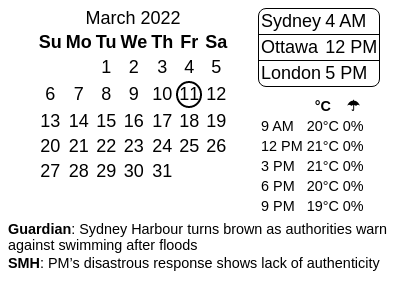 March 2022
Su Mo Tu We Th Fr Sa
1 2 3 4 5
6 7 8 9 10 11 12
13 14 15 16 17 18 19
20 21 22 23 24 25 26
27 28 29 30 31
Sydney 4 AM
Ottawa 12 PM
London 5 PM
°C ☂
9 AM 20°C 0%
12 PM 21°C 0%
3 PM 21°C 0%
6 PM 20°C 0%
9 PM 19°C 0%
Guardian: Sydney Harbour turns brown as authorities warn
against swimming after floods
SMH: PM's disastrous response shows lack of authenticity